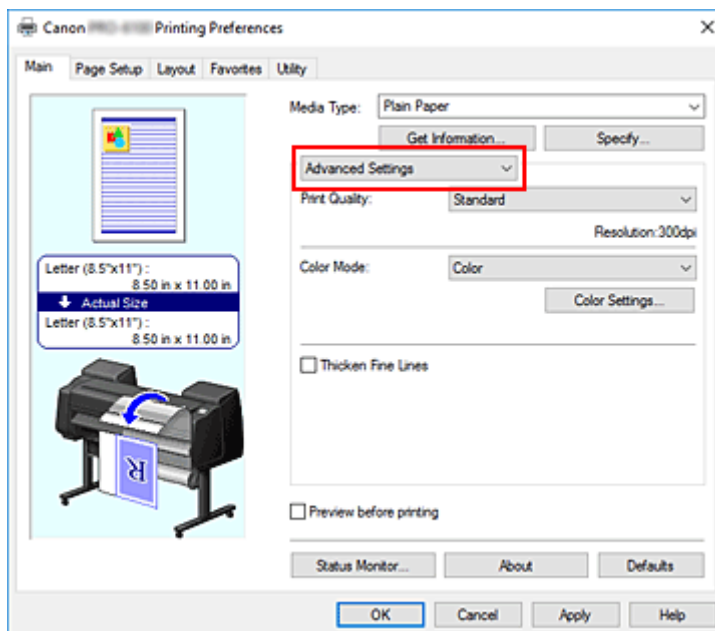 Canon Printing Preferences
Main Page Setup Layout Favorites Utility
Media Type: Plain Paper
Get Information... Specify...
Advanced Settings
Print Quality: Standard
Resolution:300dpi
Letter (8.5"x11") :
8.50 in x 11.00 in
Actual Size
Letter (8.5"x11") :
8.50 in x 11.00 in
Color Mode: Color
Color Settings...
Thicken Fine Lines
R
Preview before printing
Status Monitor... About Defaults
OK Cancel Apply Help